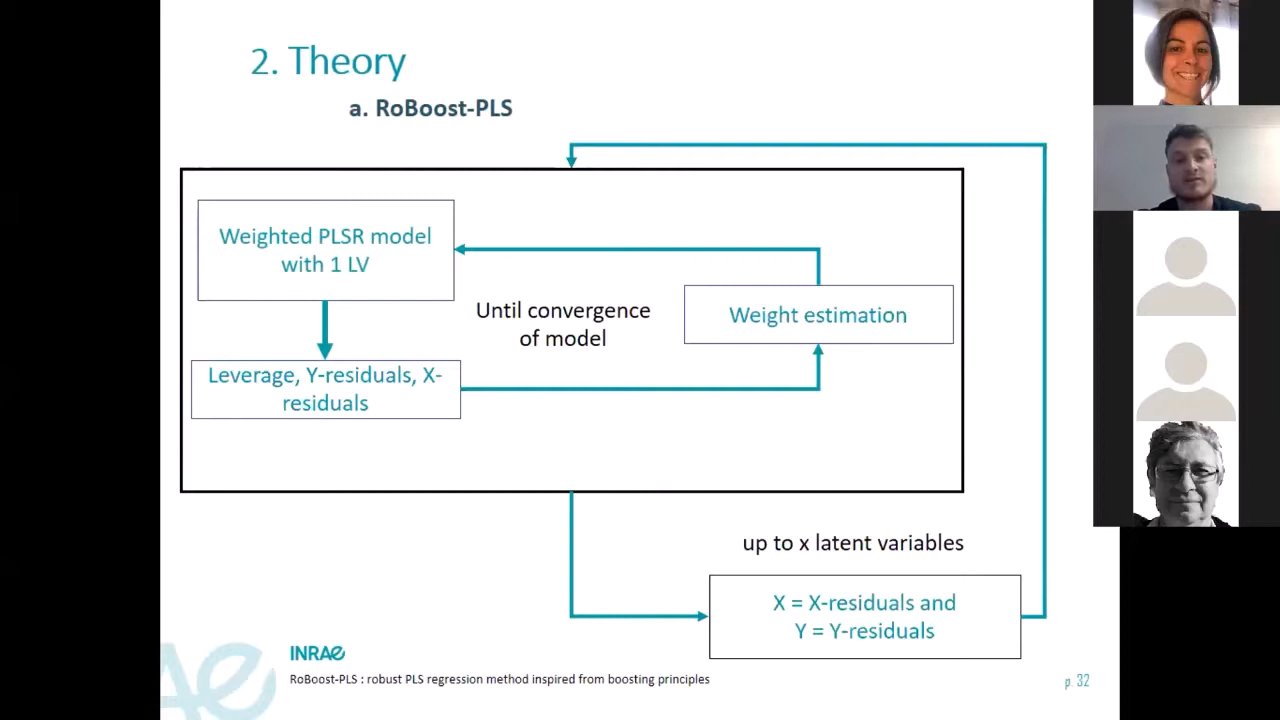 2. Theory
a. RoBoost-PLS
Weighted PLSR model
with 1 LV
Until convergence
of model
Weight estimation
Leverage, Y-residuals, X-
residuals
up to x latent variables
X = X-residuals and
Y = Y-residuals
INRAE
RoBoost-PLS : robust PLS regression method inspired from boosting principles
p. 32